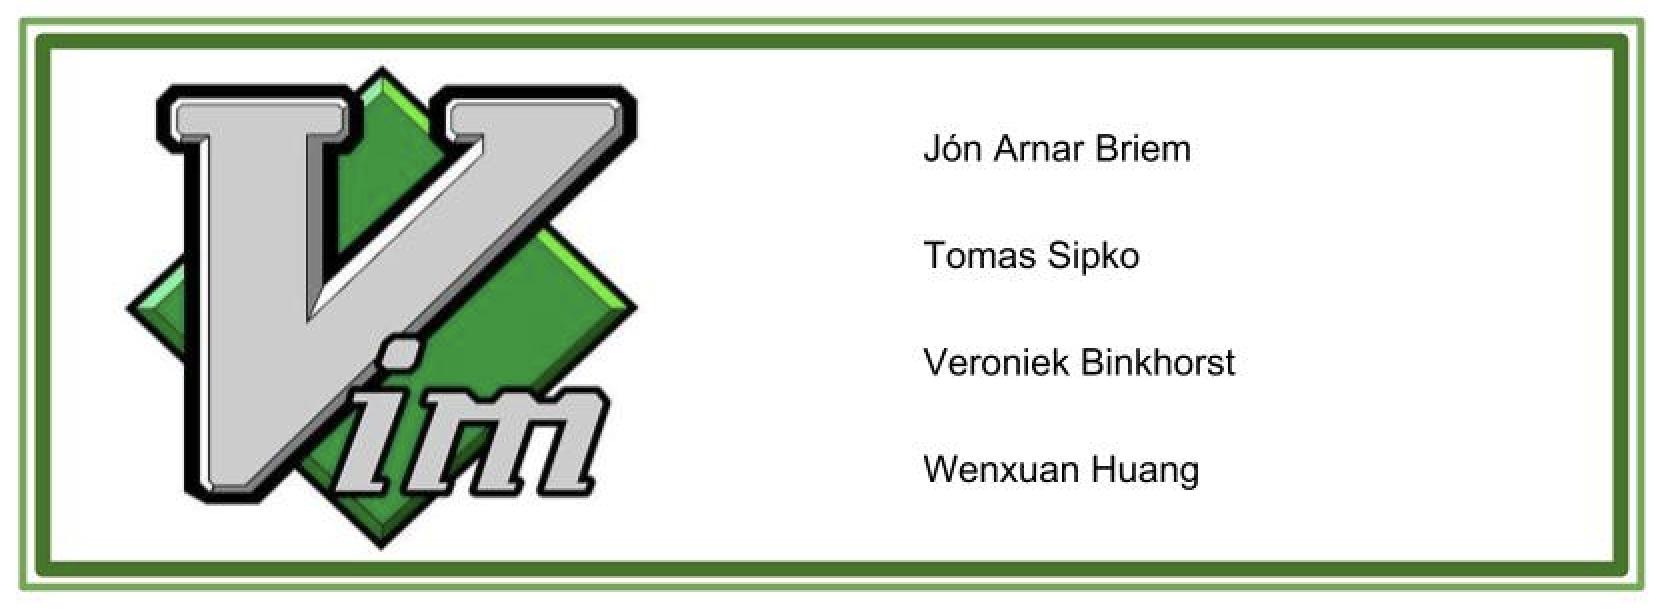 Vim
Jón Arnar Briem
Tomas Sipko
Veroniek Binkhorst
Wenxuan Huang